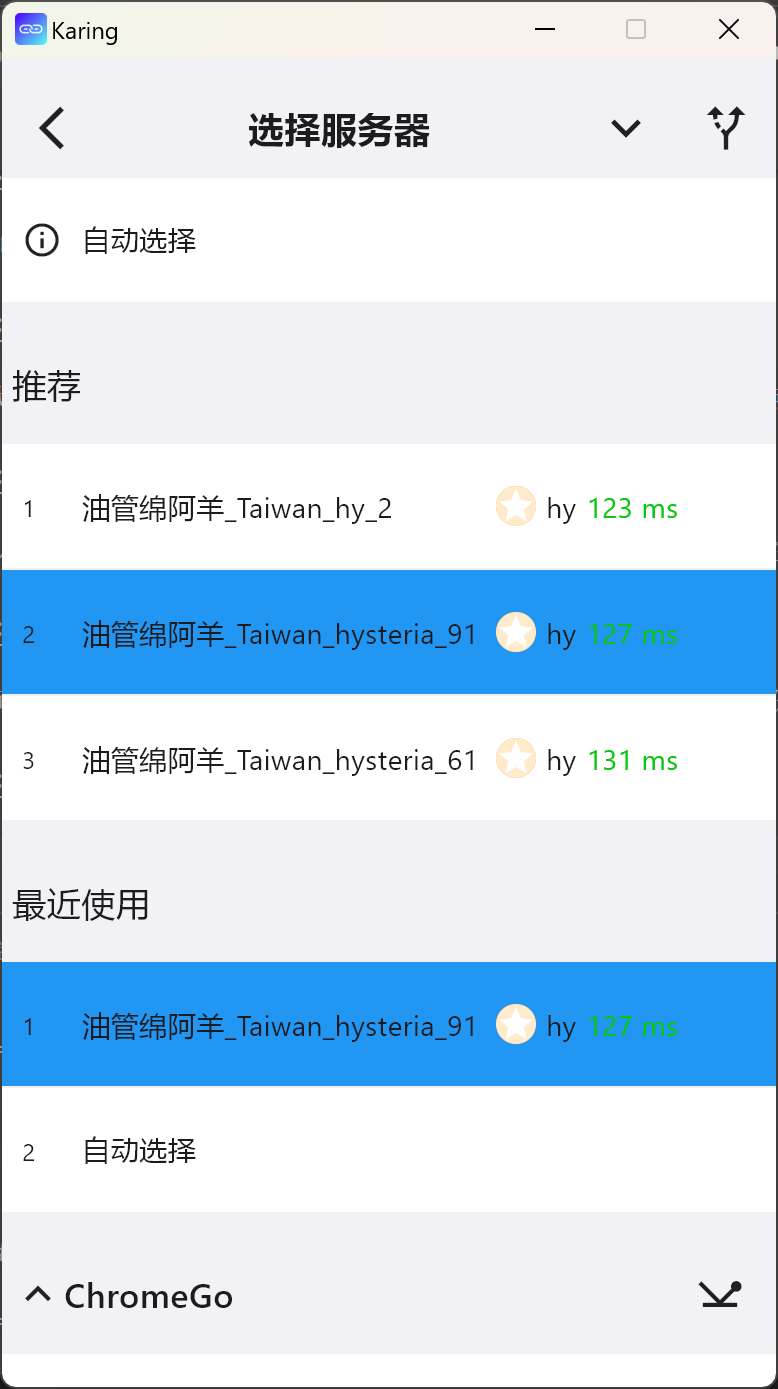 Karing
选择服务器
自动选择
推荐
1 油管绵阿羊_Taiwan_hy_2 hy 123 ms
2 油管绵阿羊_Taiwan_hysteria_91 hy 127 ms
3 油管绵阿羊_Taiwan_hysteria_61 hy 131 ms
最近使用
1 油管绵阿羊_Taiwan_hysteria_91 hy 127 ms
2 自动选择
ChromeGo